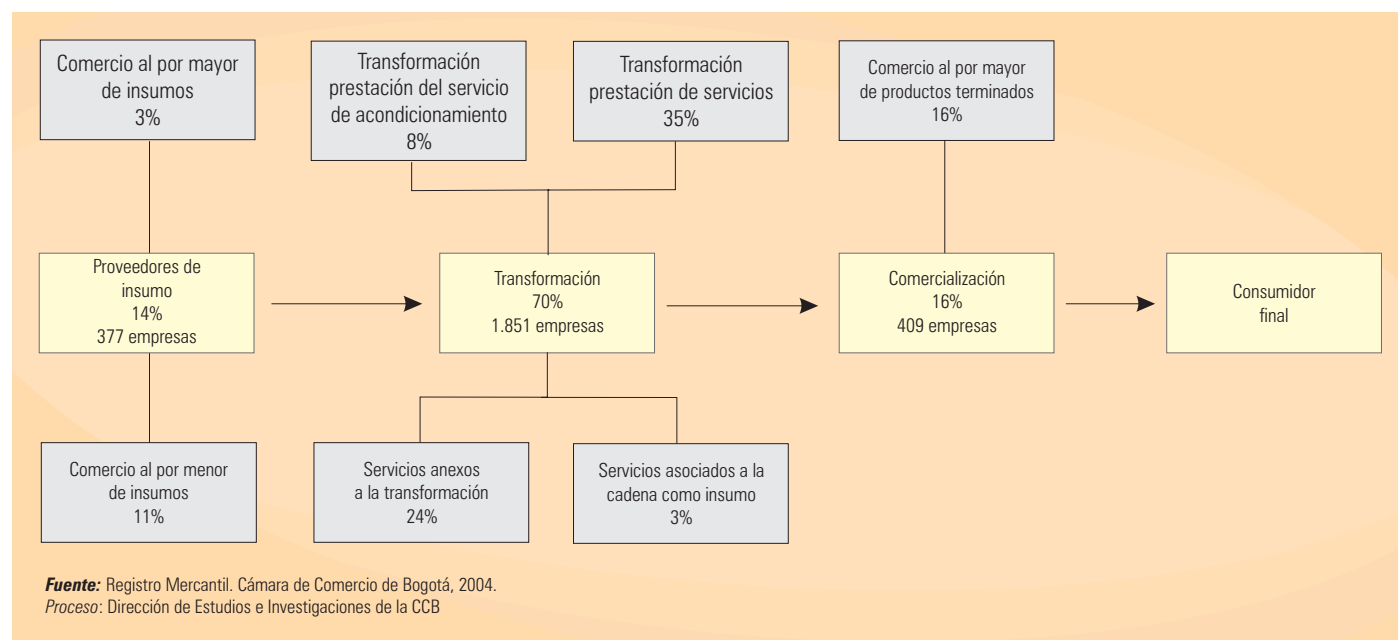 Comercio al por mayor
de insumos
3%
Transformación
prestación del servicio
de acondicionamiento
8%
Transformación
prestación de servicios
35%
Comercio al por mayor
de productos terminados
16%
Proveedores de
insumo
14%
377 empresas
Transformación
70%
1.851 empresas
Comercialización
16%
409 empresas
Consumidor
final
Comercio al por menor
de insumos
11%
Servicios anexos
a la transformación
24%
Servicios asociados a la
cadena como insumo
3%
Fuente: Registro Mercantil. Cámara de Comercio de Bogotá, 2004.
Proceso: Dirección de Estudios e Investigaciones de la CCB